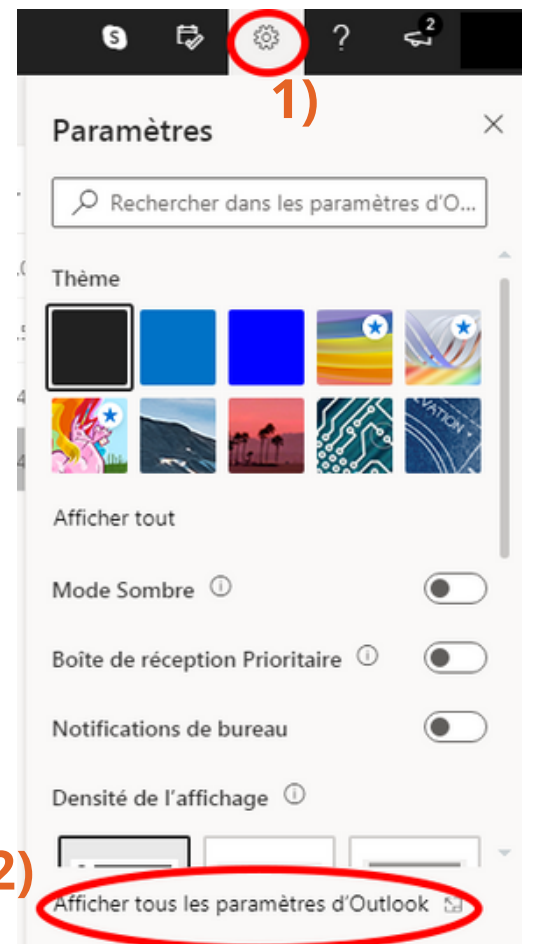 2
1)
Paramètres
Rechercher dans les paramètres d'O...
Thème
Afficher tout
Mode Sombre
Boîte de réception Prioritaire
Notifications de bureau
Densité de l'affichage
2)
Afficher tous les paramètres d'Outlook